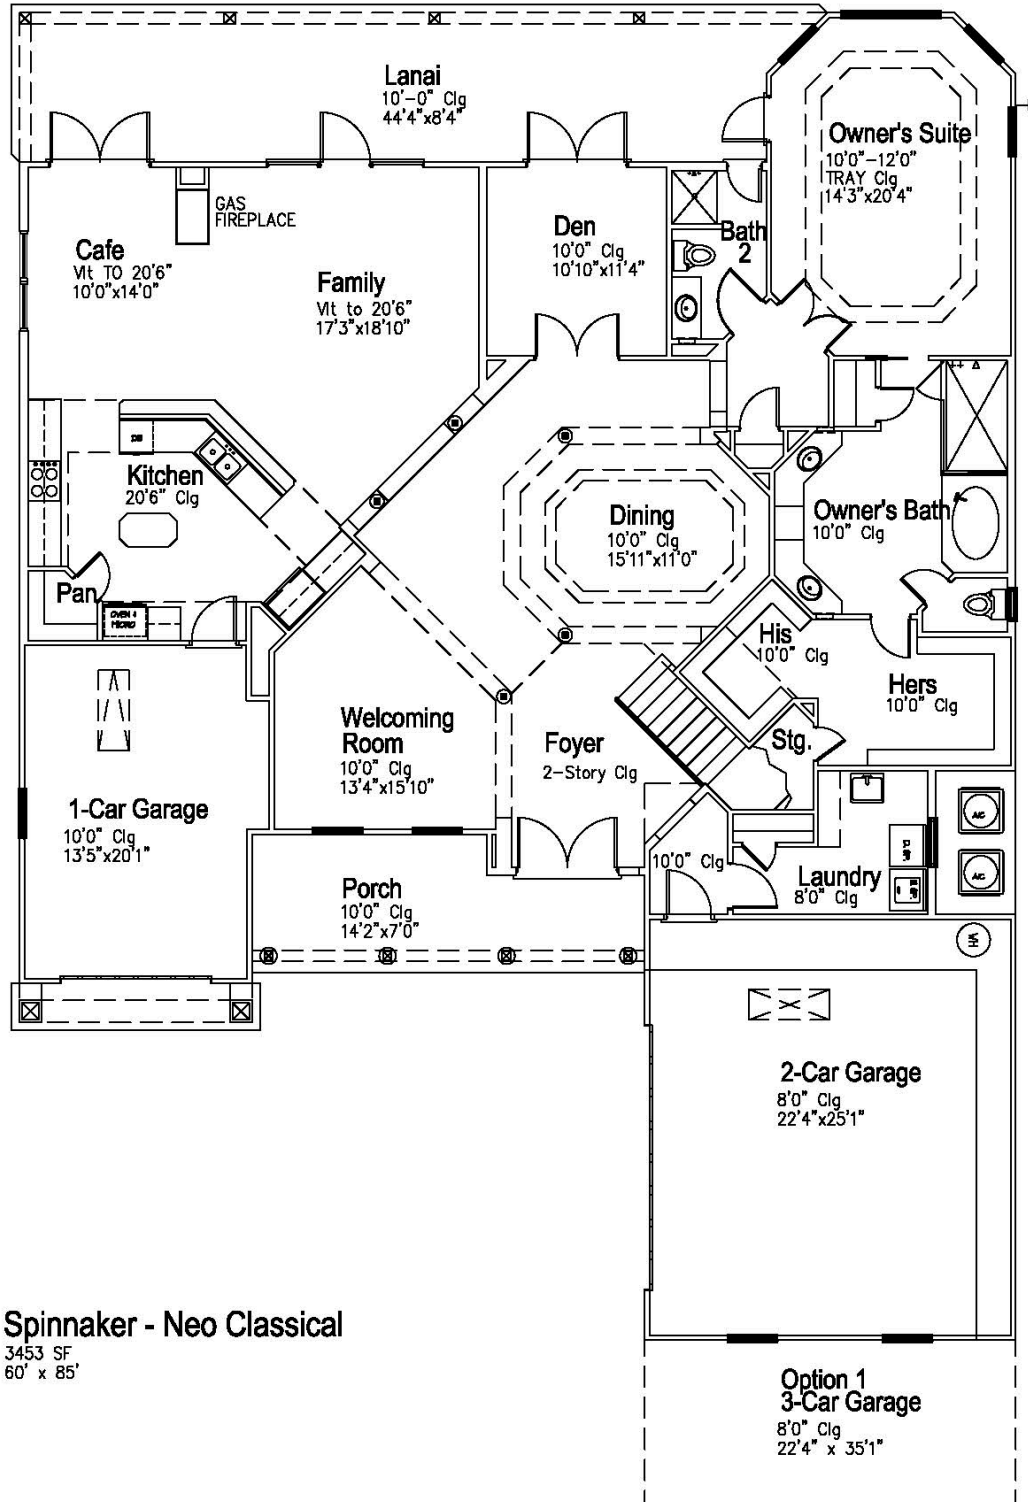 Lanai
10'-0" Clg
44'4"x8'4"
Owner's Suite
10'0"-12'0"
TRAY Clg
14'3"x20'4"
GAS
FIREPLACE
Cafe
Vlt TO 20'6"
10'0"x14'0"
Family
Vlt to 20'6"
17'3"x18'10"
Den
10'0" Clg
10'10"x11'4"
Bath
2
DW
Kitchen
20'6" Clg
Pan
OVEN &
MICRO
Dining
10'0" Clg
15'11"x11'0"
Owner's Bath
10'0" Clg
His
10'0" Clg
Hers
10'0" Clg
Stg.
Welcoming
Room
10'0" Clg
13'4"x15'10"
Foyer
2-Story Clg
1-Car Garage
10'0" Clg
13'5"x20'1"
Porch
10'0" Clg
14'2"x7'0"
10'0" Clg
Laundry
8'0" Clg
A/C
A/C
WH
2-Car Garage
8'0" Clg
22'4"x25'1"
Spinnaker - Neo Classical
3453 SF
60' x 85'
Option 1
3-Car Garage
8'0" Clg
22'4" x 35'1"